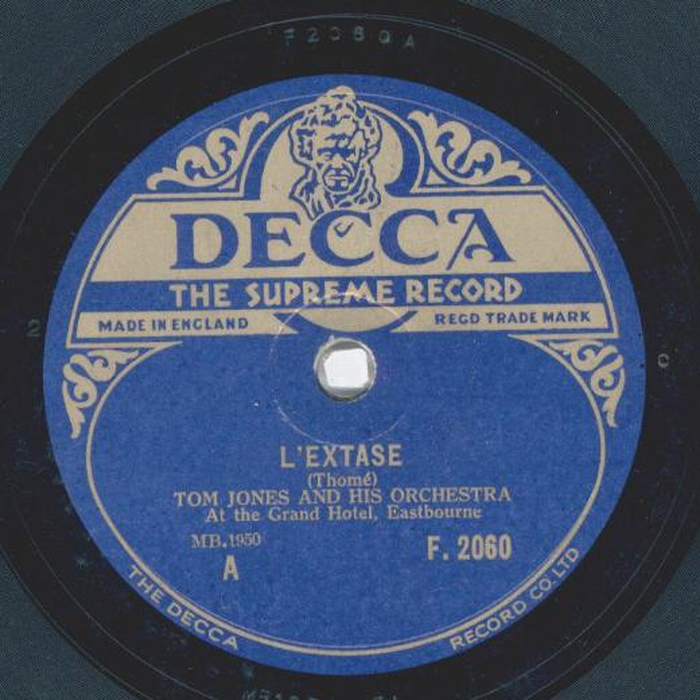 F2060A
DECCA
THE SUPREME RECORD
MADE IN ENGLAND
REGD TRADE MARK
2
C
L'EXTASE
(Thomé)
TOM JONES AND HIS ORCHESTRA
At the Grand Hotel, Eastbourne
MB.1950
F. 2060
A
THE DECCA
RECORD CO. LTD